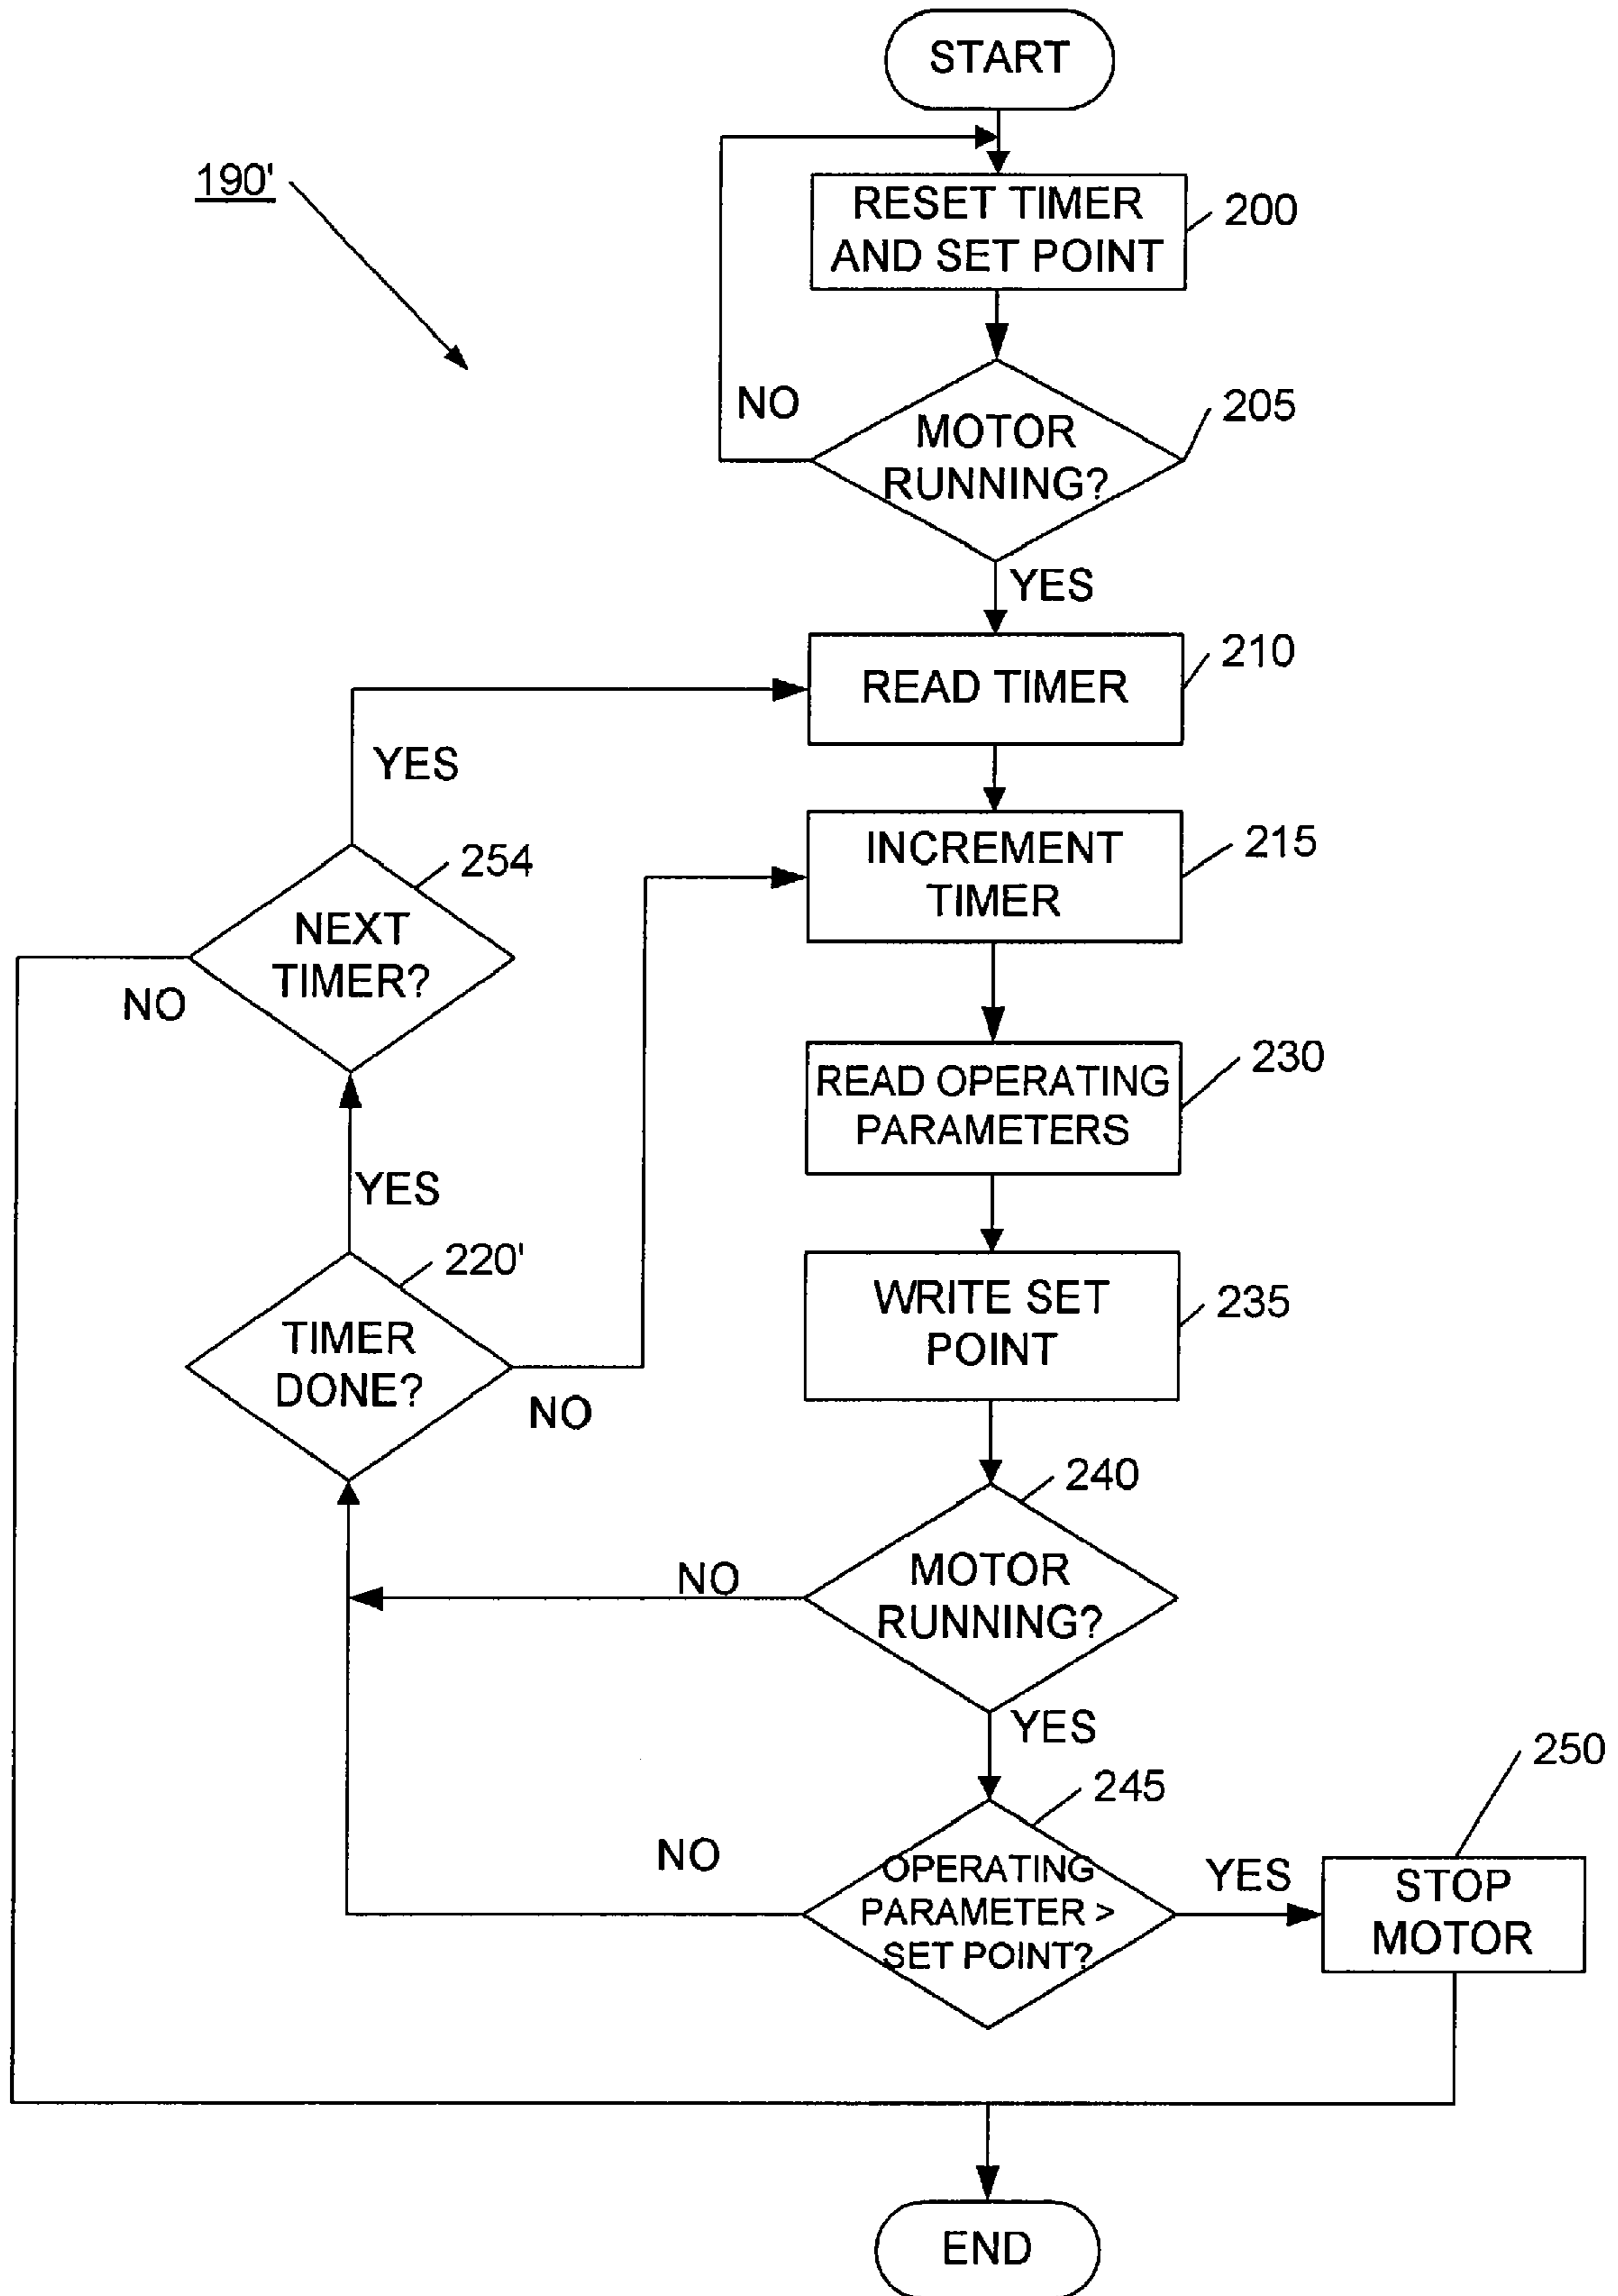 START
190'
RESET TIMER
AND SET POINT
200
NO
MOTOR
RUNNING?
205
YES
READ TIMER
210
YES
INCREMENT
TIMER
215
254
NEXT
TIMER?
NO
READ OPERATING
PARAMETERS
230
YES
220'
TIMER
DONE?
NO
WRITE SET
POINT
235
240
MOTOR
RUNNING?
NO
YES
245
250
NO
OPERATING
PARAMETER >
SET POINT?
YES
STOP
MOTOR
END